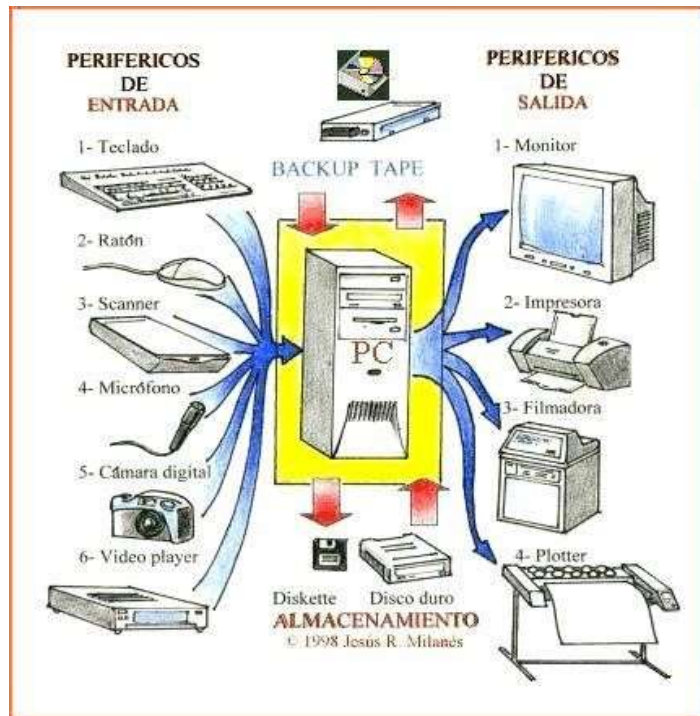 PERIFERICOS
DE
ENTRADA
1- Teclado
2- Ratón
3- Scanner
4- Micrófono
5- Cámara digital
6- Video player
BACKUP TAPE
PC
Diskette
Disco duro
ALMACENAMIENTO
© 1998 Jesús R. Milanés
PERIFERICOS
DE
SALIDA
1- Monitor
2- Impresora
3- Filmadora
4- Plotter